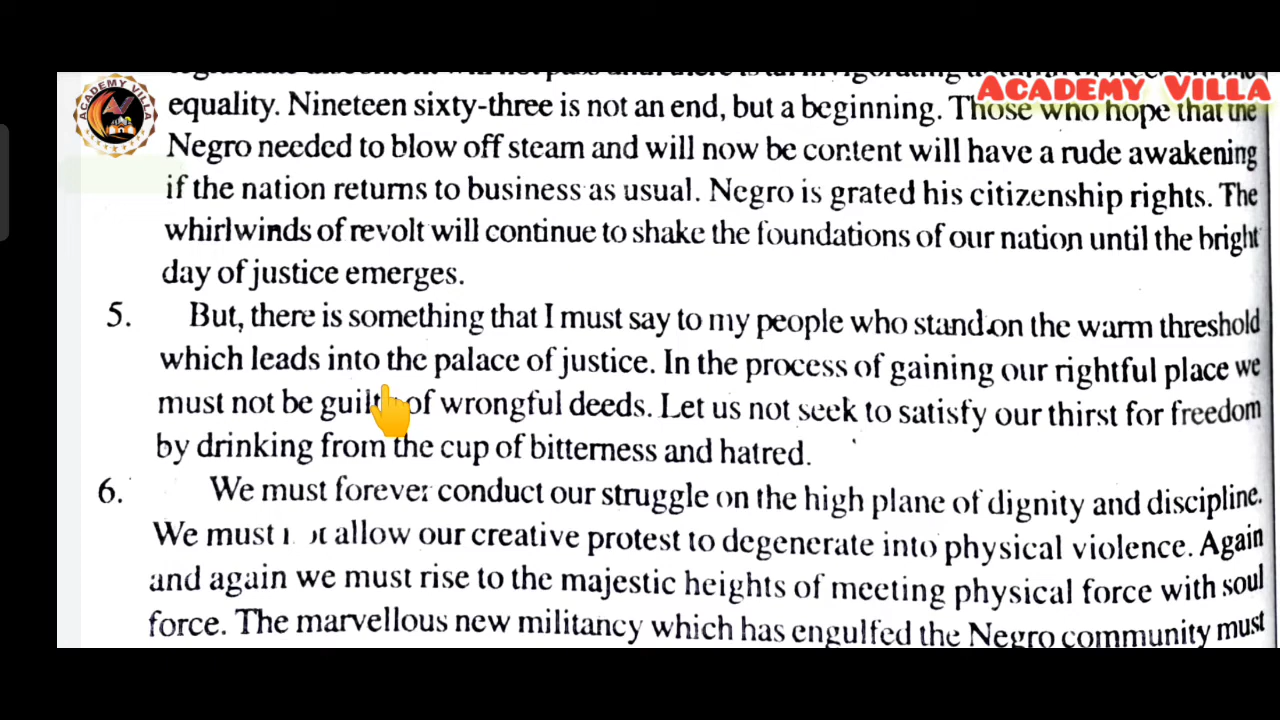 ACADEMY VILLA
ACADEMY VILLA
equality. Nineteen sixty-three is not an end, but a beginning. Those who hope that the
Negro needed to blow off steam and will now be content will have a rude awakening
if the nation returns to business as usual. Negro is grated his citizenship rights. The
whirlwinds of revolt will continue to shake the foundations of our nation until the bright
day of justice emerges.
5. But, there is something that I must say to my people who stand on the warm threshold
which leads into the palace of justice. In the process of gaining our rightful place we
must not be guilty of wrongful deeds. Let us not seek to satisfy our thirst for freedom
by drinking from the cup of bitterness and hatred.
6. We must forever conduct our struggle on the high plane of dignity and discipline.
We must not allow our creative protest to degenerate into physical violence. Again
and again we must rise to the majestic heights of meeting physical force with soul
force. The marvellous new militancy which has engulfed the Negro community must